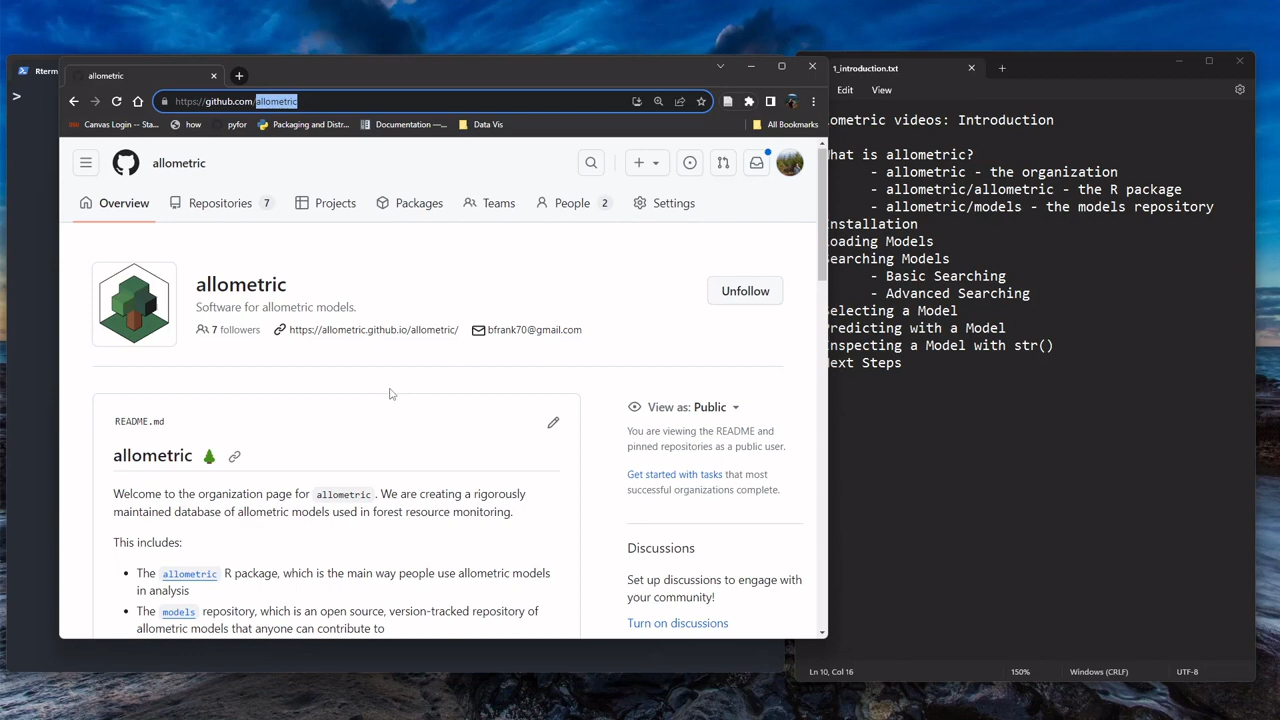 Rterm
>
allometric
https://github.com/allometric
Canvas Login -- Sta...
how
pyfor
Packaging and Distr...
Documentation —...
Data Vis
All Bookmarks
allometric
Overview
Repositories 7
Projects
Packages
Teams
People 2
Settings
allometric
Software for allometric models.
7 followers
https://allometric.github.io/allometric/
bfrank70@gmail.com
Unfollow
README.md
allometric
Welcome to the organization page for allometric. We are creating a rigorously
maintained database of allometric models used in forest resource monitoring.
This includes:
• The allometric R package, which is the main way people use allometric models
in analysis
• The models repository, which is an open source, version-tracked repository of
allometric models that anyone can contribute to
View as: Public
You are viewing the README and
pinned repositories as a public user.
Get started with tasks that most
successful organizations complete.
Discussions
Set up discussions to engage with
your community!
Turn on discussions
1_introduction.txt
Edit
View
ometric videos: Introduction
hat is allometric?
- allometric - the organization
- allometric/allometric - the R package
- allometric/models - the models repository
nstallation
oading Models
earching Models
- Basic Searching
- Advanced Searching
electing a Model
redicting with a Model
nspecting a Model with str()
ext Steps
Ln 10, Col 16
150%
Windows (CRLF)
UTF-8